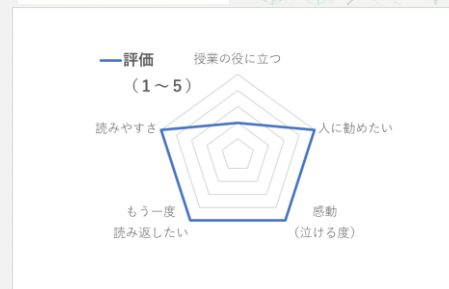 評価
（１～５）
授業の役に立つ
人に勧めたい
感動
（泣ける度）
もう一度
読み返したい
読みやすさ